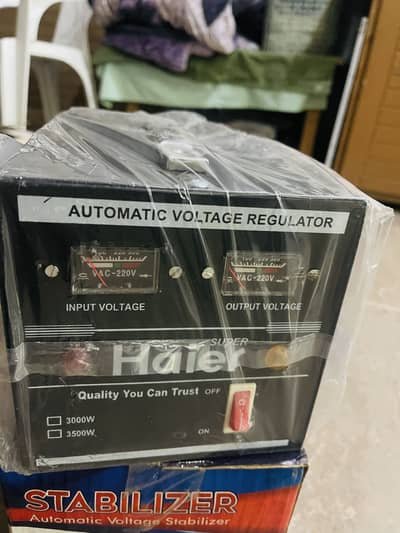 AUTOMATIC VOLTAGE REGULATOR
VAC-220V VAC-220V
INPUT VOLTAGE OUTPUT VOLTAGE
SUPER
Haier
Quality You Can Trust OFF
3000W
3500W ON
STABILIZER
Automatic Voltage Stabilizer